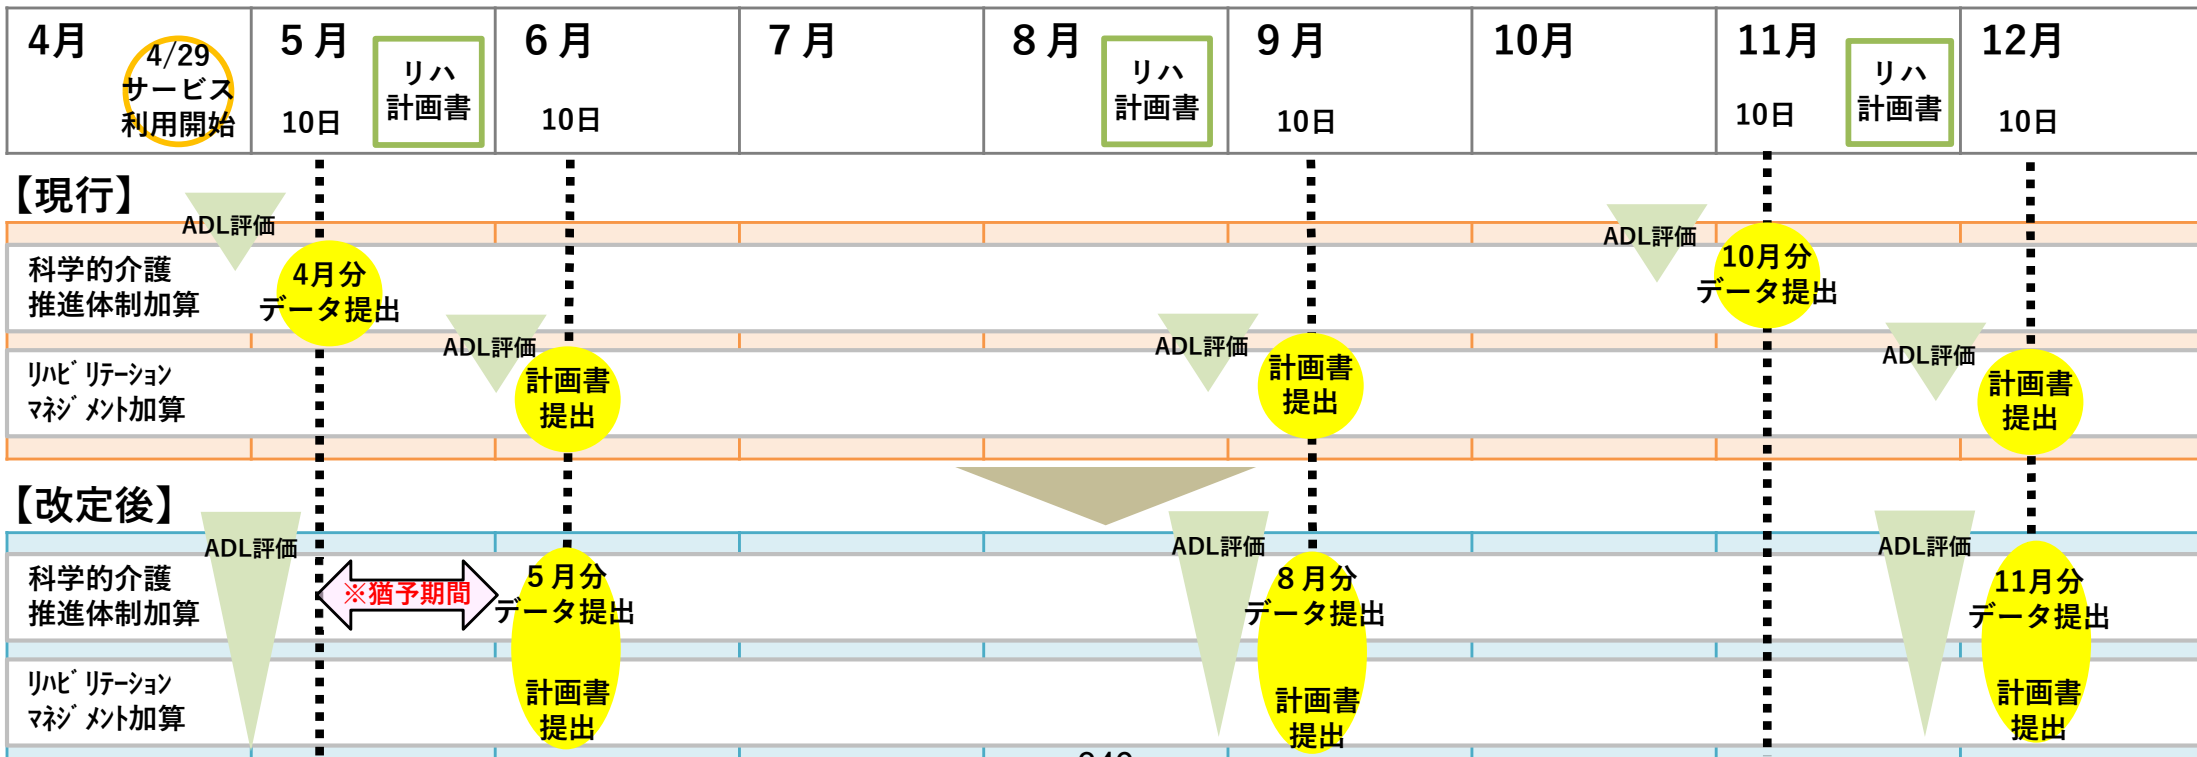 4月
4/29
サービス
利用開始
5月
10日
リハ
計画書
6月
10日
7月
8月
リハ
計画書
9月
10日
10月
11月
10日
リハ
計画書
12月
10日
【現行】
ADL評価
ADL評価
科学的介護
推進体制加算
4月分
データ提出
10月分
データ提出
ADL評価
ADL評価
ADL評価
ﾘﾊﾋﾞﾘﾃｰｼｮﾝ
ﾏﾈｼﾞﾒﾝﾄ加算
計画書
提出
計画書
提出
計画書
提出
【改定後】
ADL評価
ADL評価
ADL評価
科学的介護
推進体制加算
※猶予期間
5月分
データ提出
8月分
データ提出
11月分
データ提出
ﾘﾊﾋﾞﾘﾃｰｼｮﾝ
ﾏﾈｼﾞﾒﾝﾄ加算
計画書
提出
計画書
提出
計画書
提出